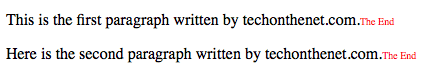 This is the first paragraph written by techonthenet.com.The End
Here is the second paragraph written by techonthenet.com.The End